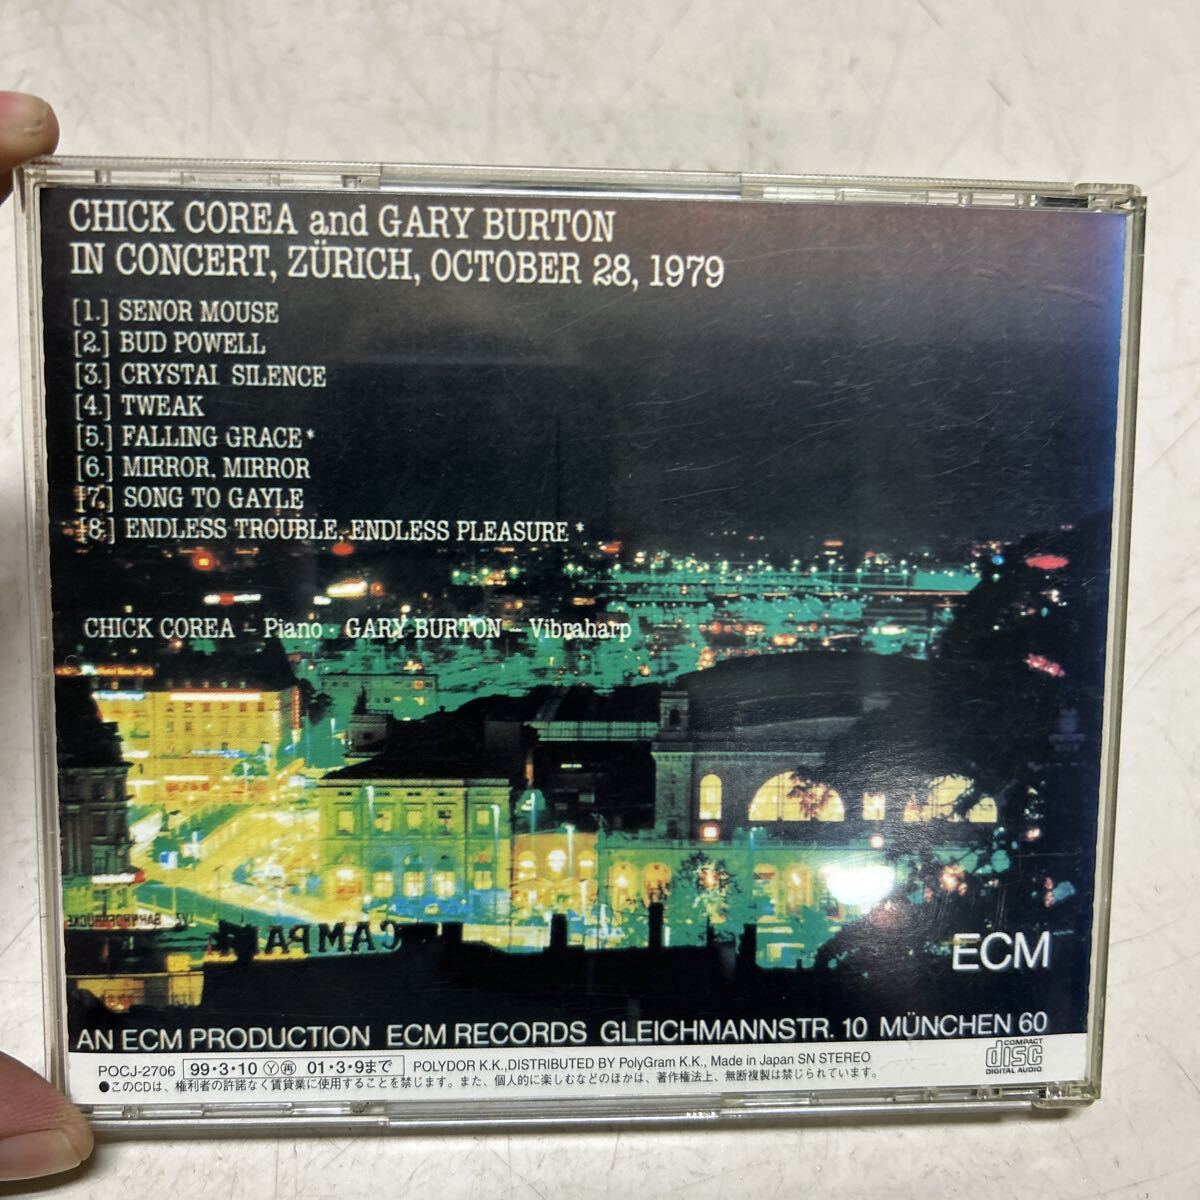 CHICK COREA and GARY BURTON
IN CONCERT, ZÜRICH, OCTOBER 28, 1979
[1.] SENOR MOUSE
[2.] BUD POWELL
[3.] CRYSTAL SILENCE
[4.] TWEAK
[5.] FALLING GRACE*
[6.] MIRROR, MIRROR
[7.] SONG TO GAYLE
[8.] ENDLESS TROUBLE, ENDLESS PLEASURE*
CHICK COREA – Piano · GARY BURTON – Vibraharp
BAHNHOFBRÜCKE
CAMPA
ECM
AN ECM PRODUCTION ECM RECORDS GLEICHMANNSTR. 10 MÜNCHEN 60
POCJ-2706 99・3・10 Ⓨ㊢ 01・3・9まで POLYDOR K.K.,DISTRIBUTED BY PolyGram K.K., Made in Japan SN STEREO
●このCDは、権利者の許諾なく賃貸業に使用することを禁じます。また、個人的に楽しむなどのほかは、著作権法上、無断複製は禁じられています。
COMPACT
disc
DIGITAL AUDIO